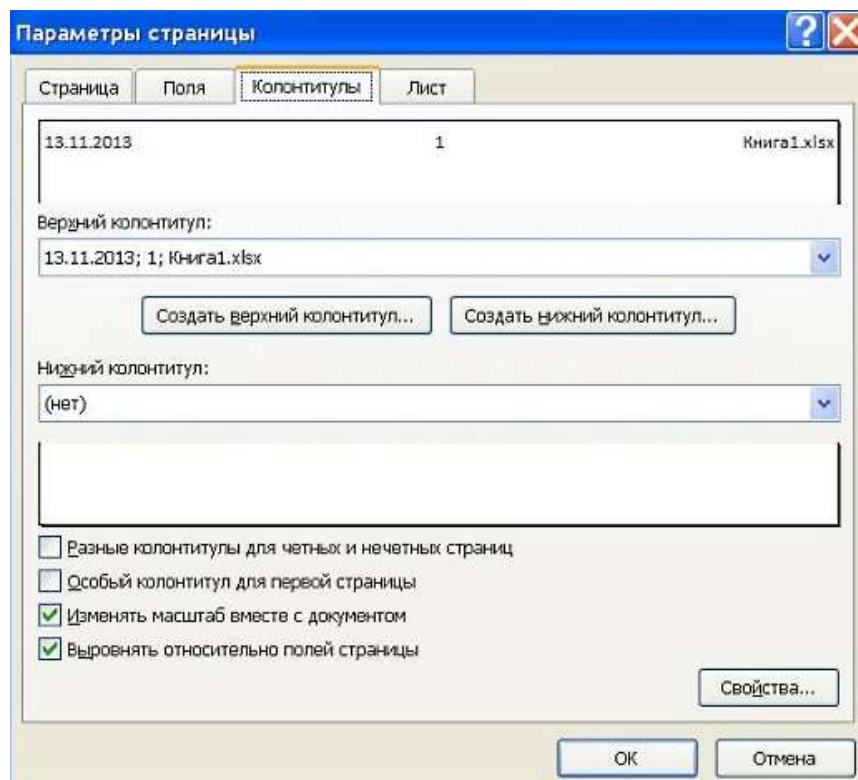 Параметры страницы
Страница Поля Колонтитулы Лист
13.11.2013 1 Книга1.xlsx
Верхний колонтитул:
13.11.2013; 1; Книга1.xlsx
Создать верхний колонтитул... Создать нижний колонтитул...
Нижний колонтитул:
(нет)
Разные колонтитулы для четных и нечетных страниц
Особый колонтитул для первой страницы
Изменять масштаб вместе с документом
Выровнять относительно полей страницы
Свойства...
ОК Отмена